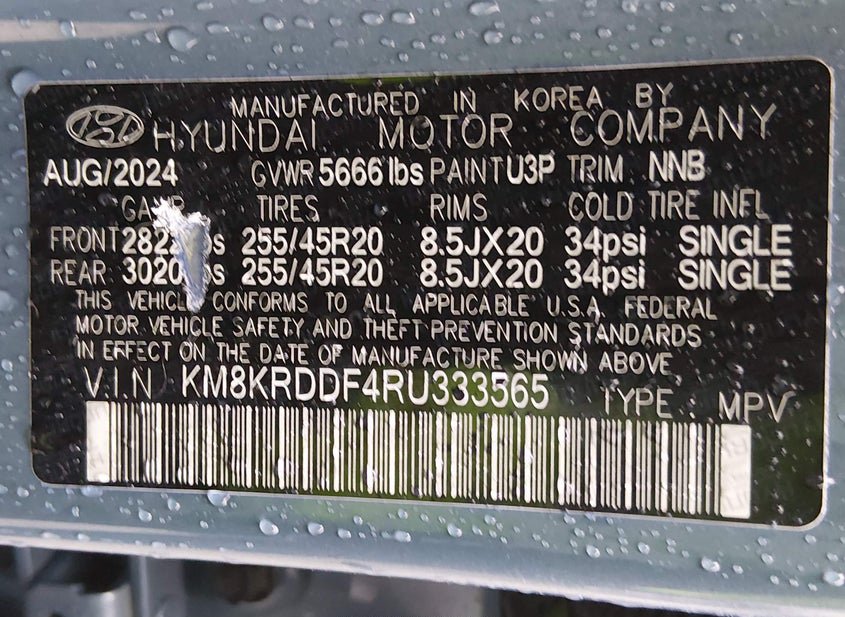 MANUFACTURED IN KOREA BY
HYUNDAI MOTOR COMPANY
AUG/2024 GVWR 5666 lbs PAINT U3P TRIM NNB
TIRES RIMS COLD TIRE INFL
FRONT 255/45R20 8.5JX20 34psi SINGLE
REAR 255/45R20 8.5JX20 34psi SINGLE
THIS VEHICLE CONFORMS TO ALL APPLICABLE U.S.A. FEDERAL
MOTOR VEHICLE SAFETY AND THEFT PREVENTION STANDARDS
IN EFFECT ON THE DATE OF MANUFACTURE SHOWN ABOVE.
V.I.N KM8KRDDF4RU333565 TYPE : MPV